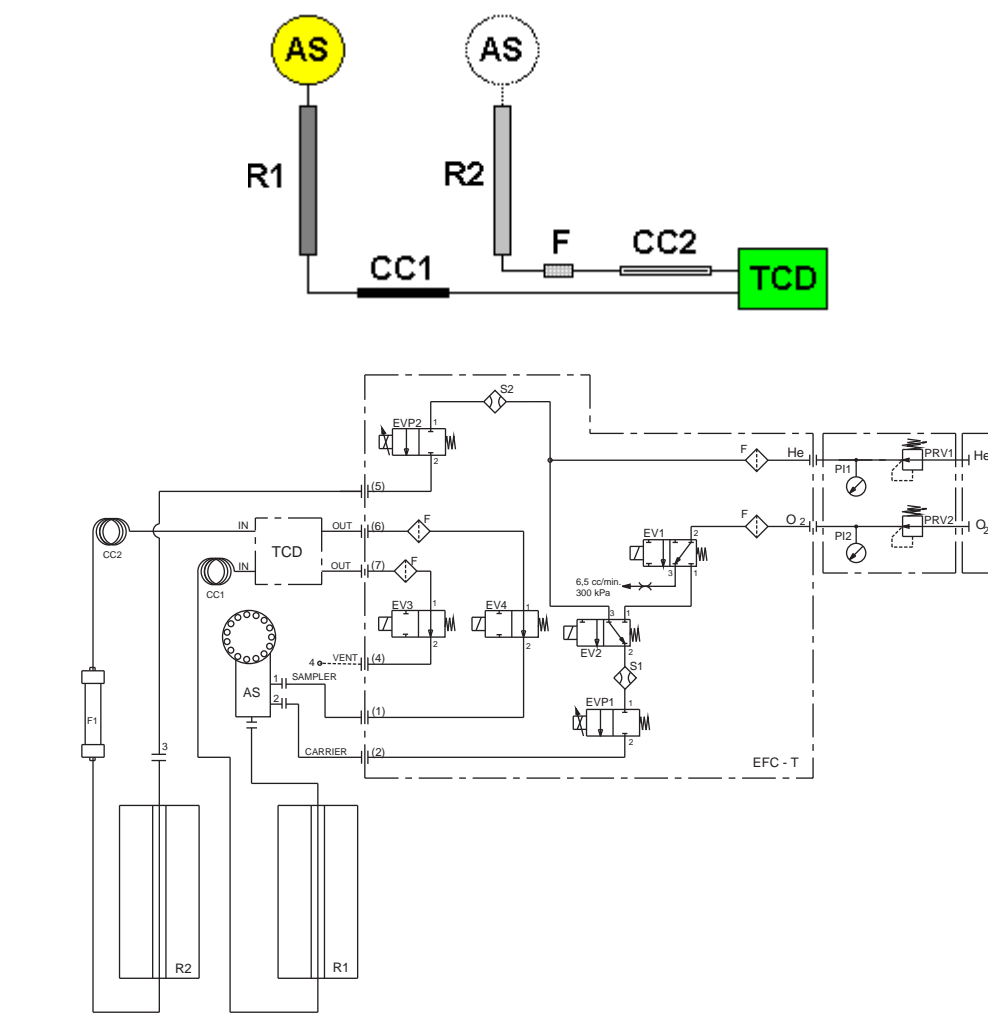 AS AS
R1 R2
F CC2
CC1 TCD
S2
EVP2 1
2
F He PRV1 He
PI1
(5)
F O 2 PRV2 O2
PI2
CC2 IN OUT (6) F
TCD
CC1 IN OUT (7) F
EV1 2
3 1
6,5 cc/min.
300 kPa
EV3 1 EV4 1
2 2
3 1
EV2 2
4 VENT (4)
S1
AS 1 SAMPLER
2 (1)
EVP1 1
2
F1
3
CARRIER (2)
EFC - T
R2 R1